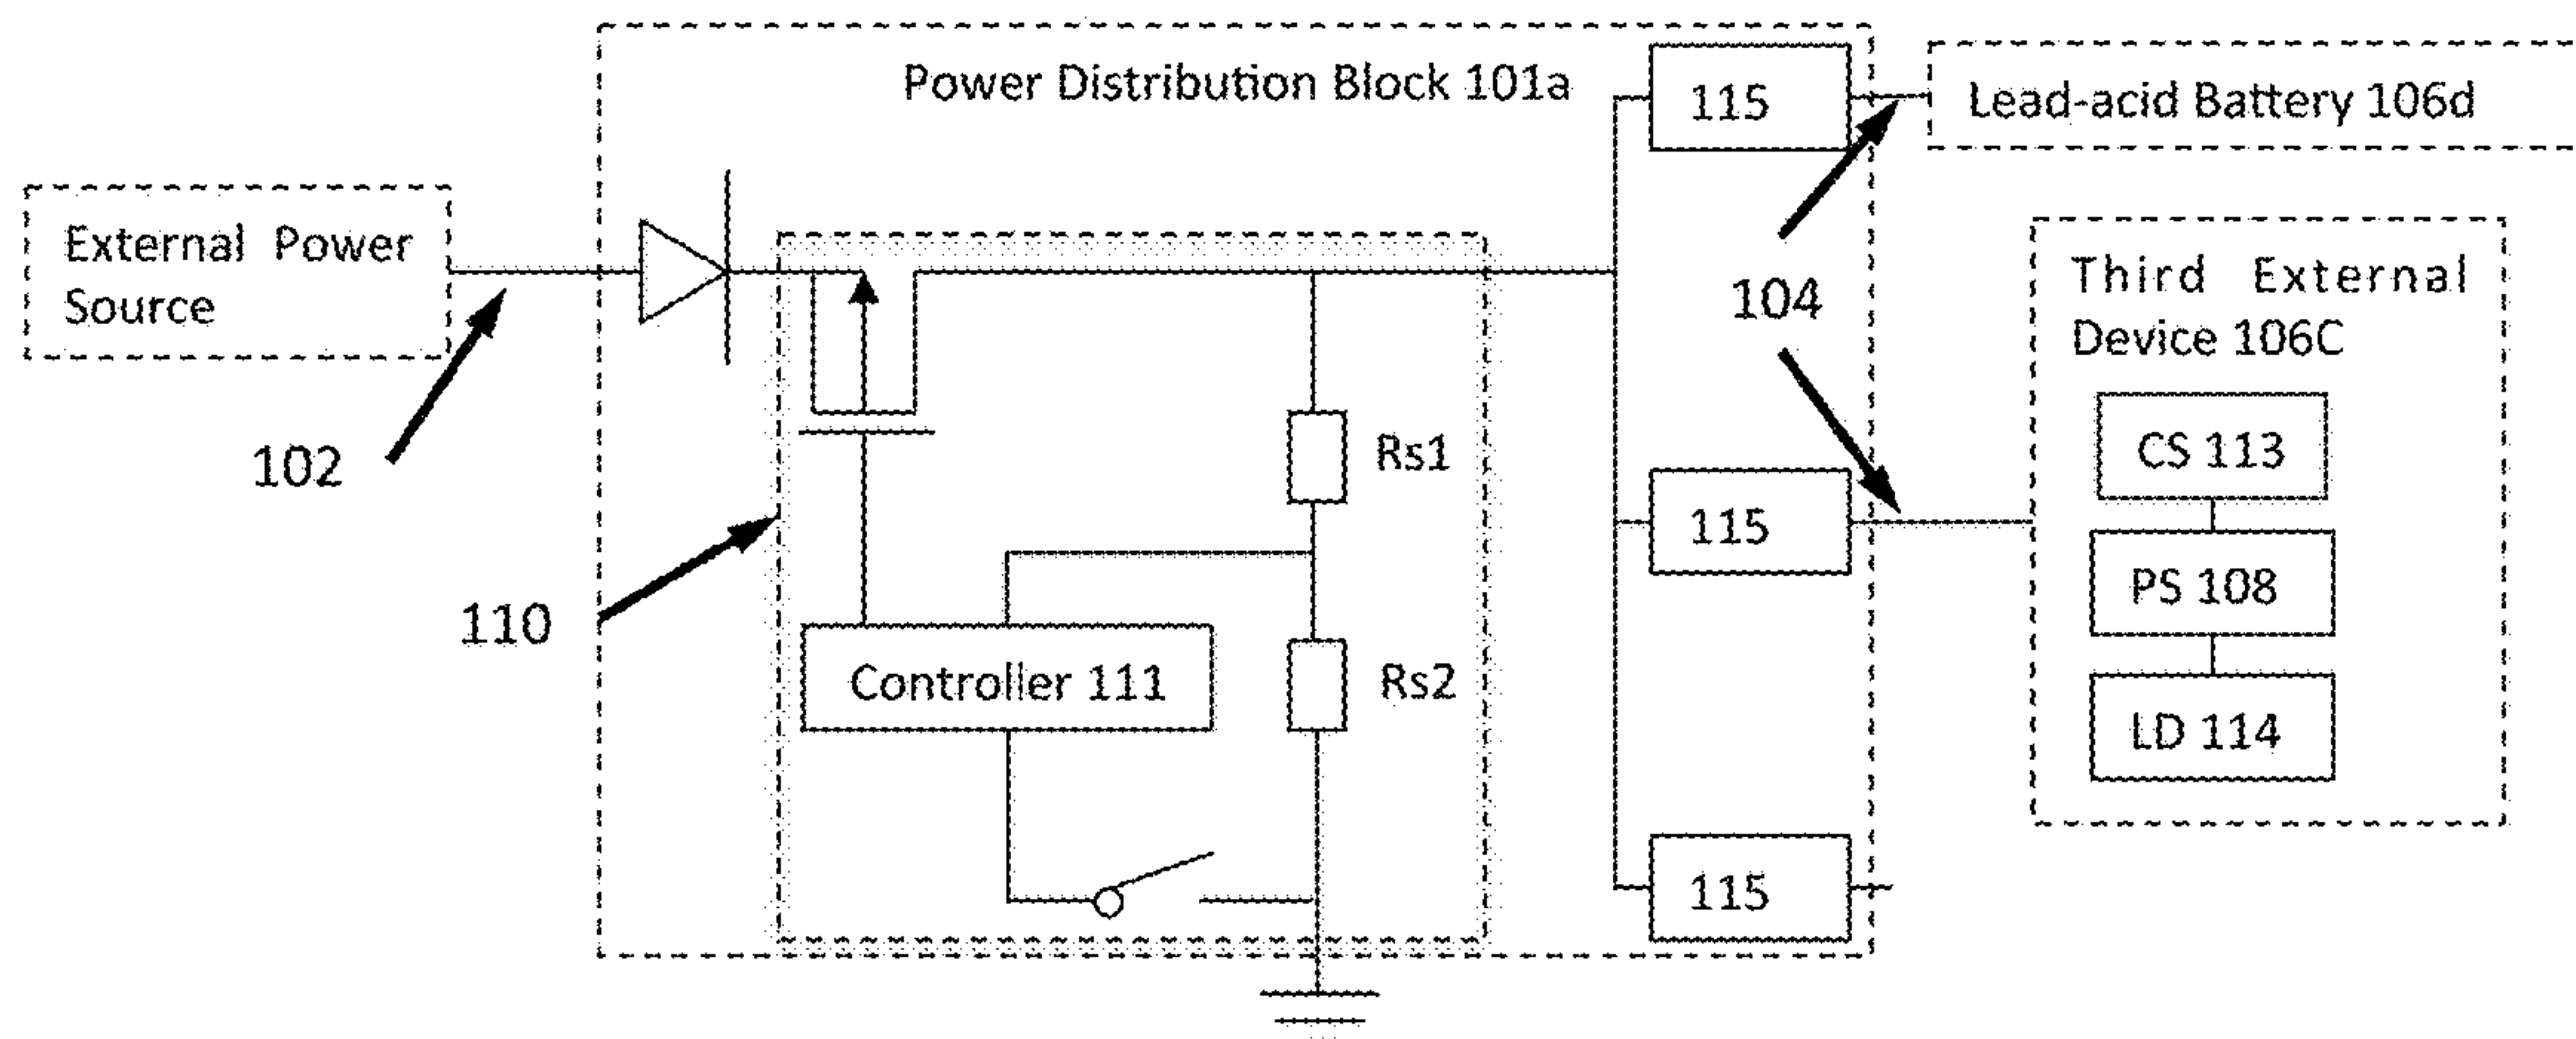 Power Distribution Block 101a
115
Lead-acid Battery 106d
External Power
Source
102
104
Third External
Device 106C
Rs1
CS 113
115
PS 108
110
Controller 111
Rs2
LD 114
115